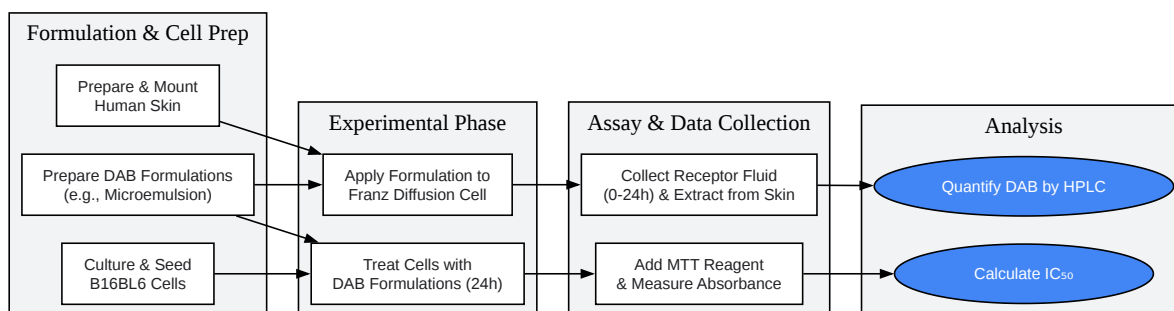 Formulation & Cell Prep
Prepare & Mount
Human Skin
Prepare DAB Formulations
(e.g., Microemulsion)
Culture & Seed
B16BL6 Cells
Experimental Phase
Apply Formulation to
Franz Diffusion Cell
Treat Cells with
DAB Formulations (24h)
Assay & Data Collection
Collect Receptor Fluid
(0-24h) & Extract from Skin
Add MTT Reagent
& Measure Absorbance
Analysis
Quantify DAB by HPLC
Calculate IC₅₀